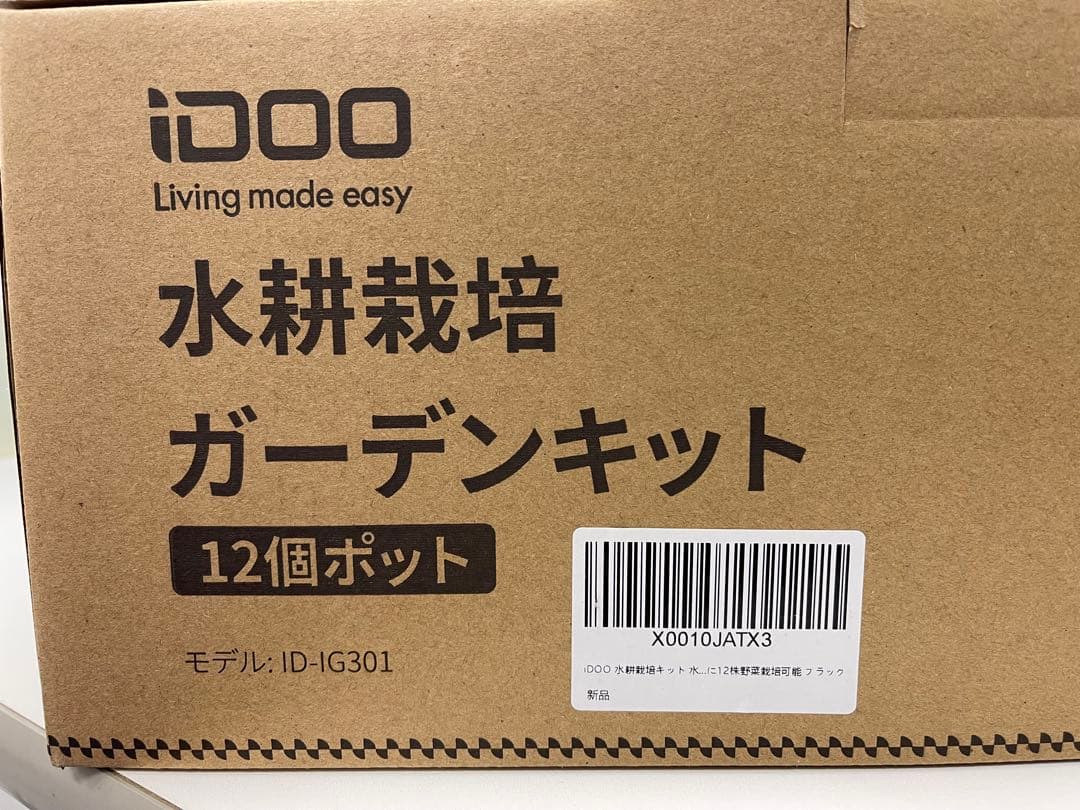 iDOO
Living made easy
水耕栽培
ガーデンキット
12個ポット
モデル: ID-IG301
X0010JATX3
iDOO 水耕栽培キット 水...に12株野菜栽培可能 ブラック
新品